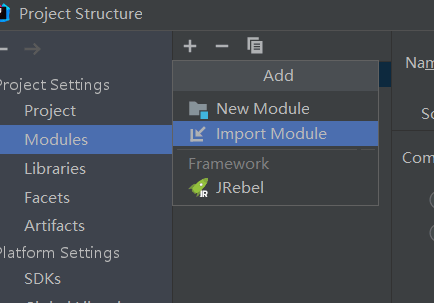 Project Structure
Project Settings
Project
Modules
Libraries
Facets
Artifacts
Platform Settings
SDKs
Add
New Module
Import Module
Framework
JRebel